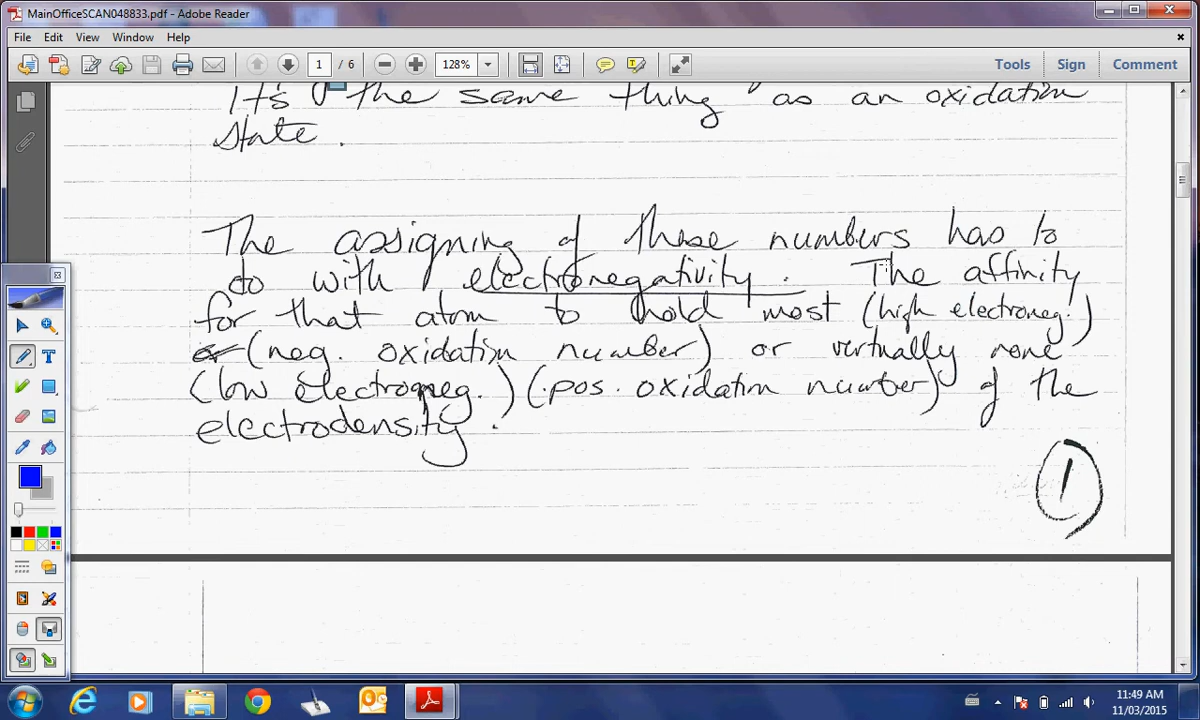 MainOfficeSCAN048833.pdf - Adobe Reader
File Edit View Window Help
1 / 6 128% Tools Sign Comment
It's the same thing as an oxidation
state.
The assigning of these numbers has to
do with electronegativity. The affinity
for that atom to hold most (high electroneg.)
(neg. oxidation number) or vertually none
(low electroneg.) (pos. oxidation number) of the
electrodensity.
1
11:49 AM
11/03/2015